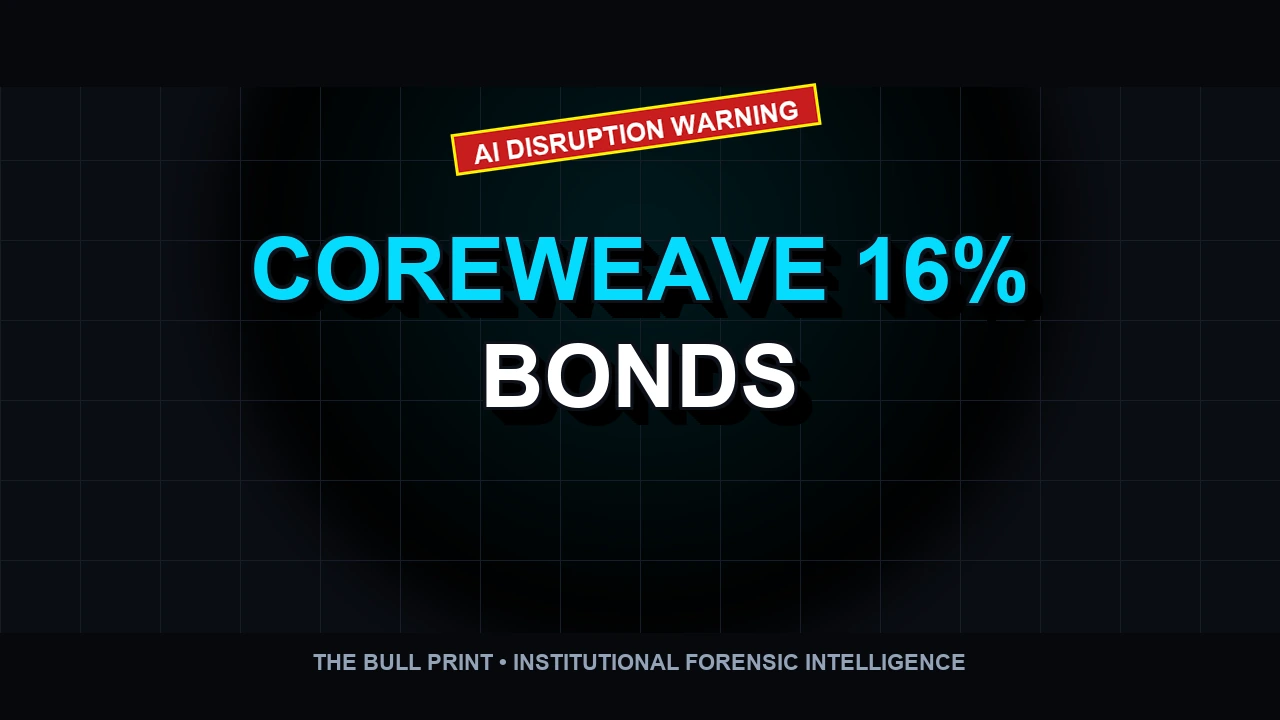 AI DISRUPTION WARNING
COREWEAVE 16%
BONDS
THE BULL PRINT • INSTITUTIONAL FORENSIC INTELLIGENCE